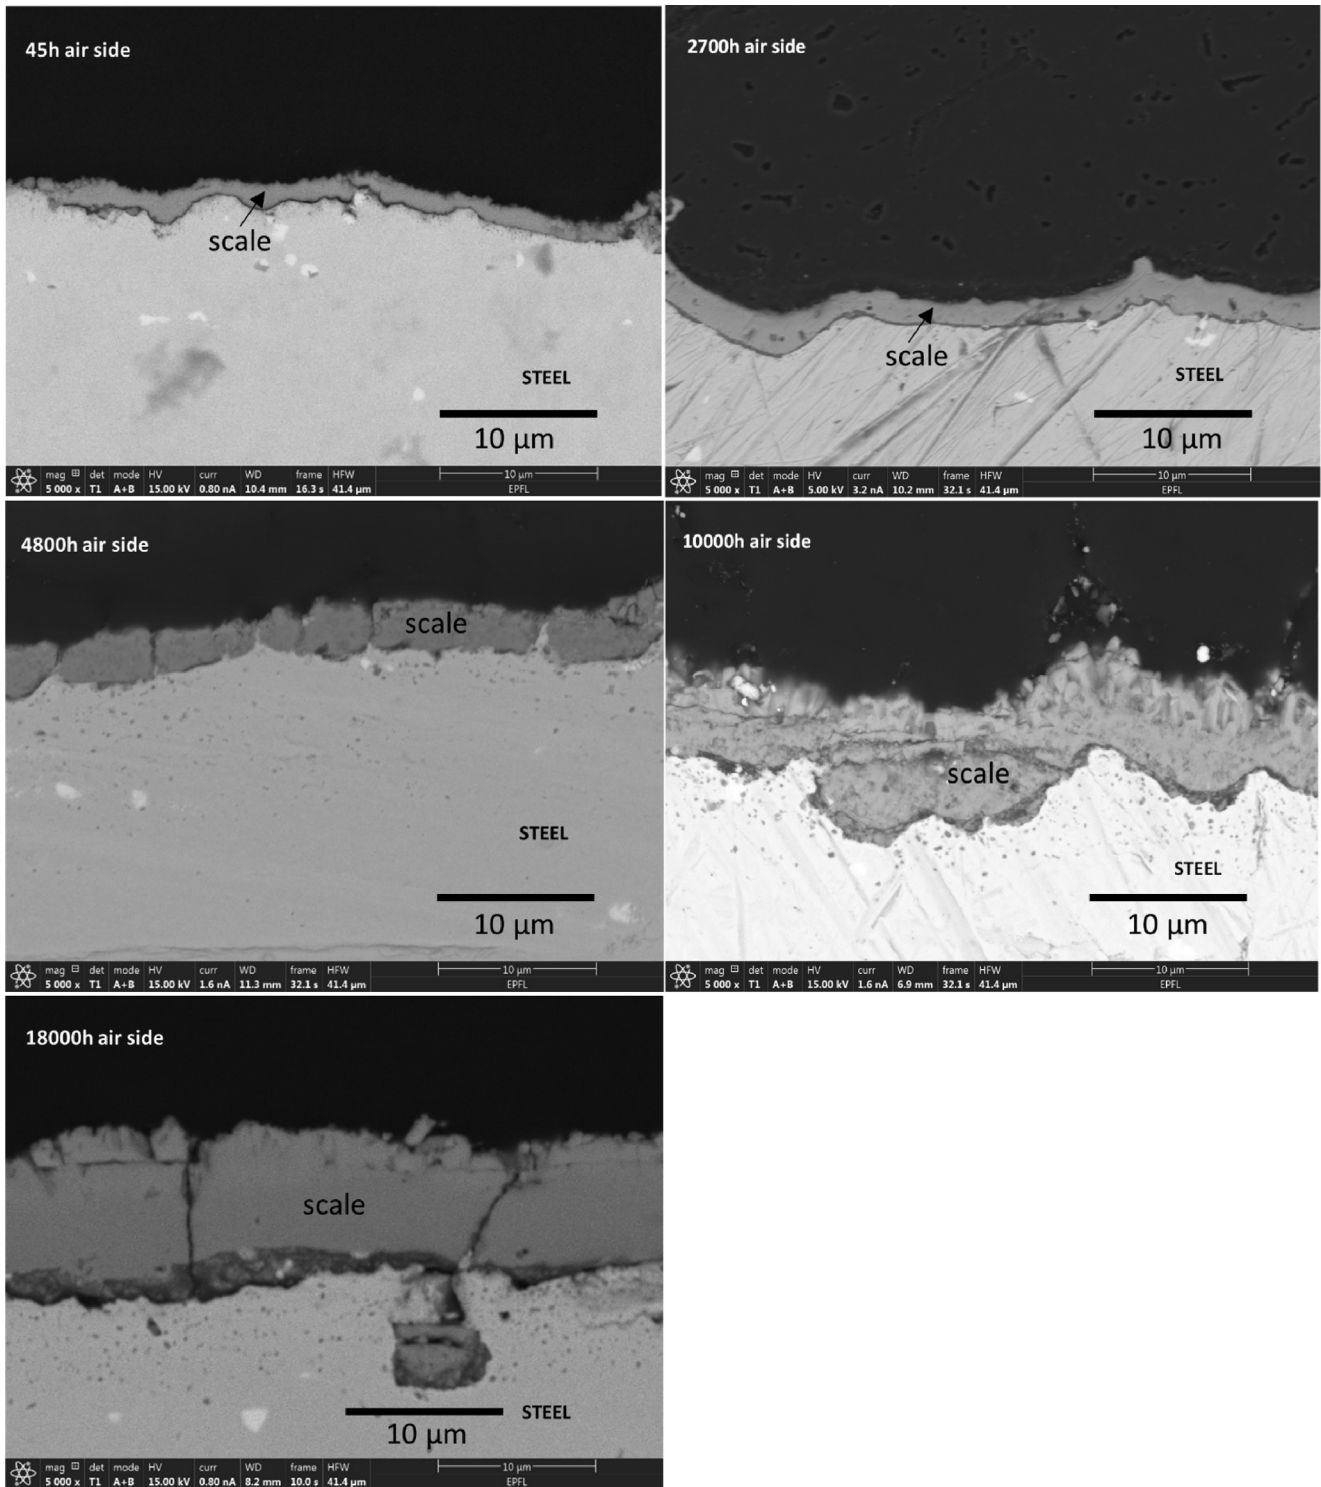 45h air side
scale
STEEL
10 µm
mag det mode HV curr WD frame HFW
5 000 x T1 A+B 15.00 kV 0.80 nA 10.4 mm 16.3 s 41.4 µm
10 µm
EPFL
2700h air side
scale
STEEL
10 µm
mag det mode HV curr WD frame HFW
5 000 x T1 A+B 5.00 kV 3.2 nA 10.2 mm 32.1 s 41.4 µm
10 µm
EPFL
4800h air side
scale
STEEL
10 µm
mag det mode HV curr WD frame HFW
5 000 x T1 A+B 15.00 kV 1.6 nA 11.3 mm 32.1 s 41.4 µm
10 µm
EPFL
10000h air side
scale
STEEL
10 µm
mag det mode HV curr WD frame HFW
5 000 x T1 A+B 15.00 kV 1.6 nA 6.9 mm 32.1 s 41.4 µm
10 µm
EPFL
18000h air side
scale
STEEL
10 µm
mag det mode HV curr WD frame HFW
5 000 x T1 A+B 15.00 kV 0.80 nA 8.2 mm 10.0 s 41.4 µm
10 µm
EPFL